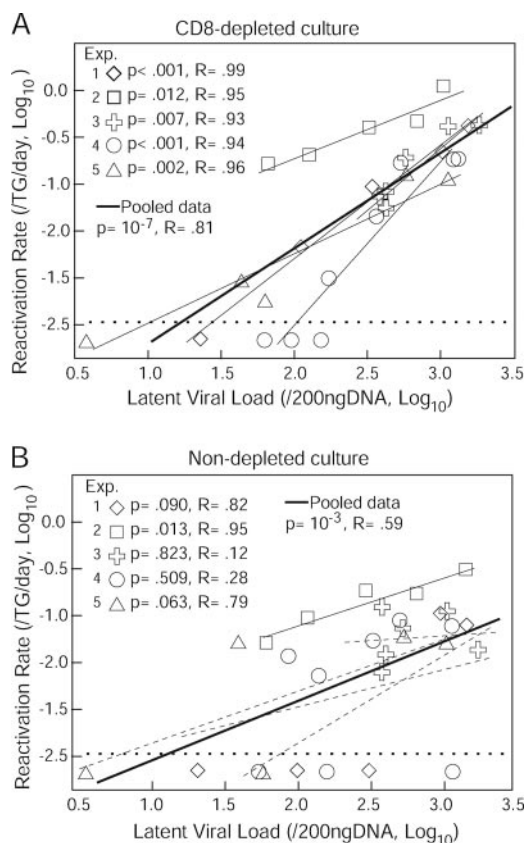 A
CD8-depleted culture
Reactivation Rate (/TG/day, Log10)
Exp.
1 p< .001, R= .99
2 p= .012, R= .95
3 p= .007, R= .93
4 p< .001, R= .94
5 p= .002, R= .96
Pooled data
p= 10-7, R= .81
0.0
-0.5
-1.0
-2.0
-1.5
-2.5
0.5 1.0 1.5 2.0 2.5 3.0 3.5
Latent Viral Load (/200ngDNA, Log10)
B
Non-depleted culture
Reactivation Rate (/TG/day, Log10)
Exp.
1 p= .090, R= .82
2 p= .013, R= .95
3 p= .823, R= .12
4 p= .509, R= .28
5 p= .063, R= .79
Pooled data
p= 10-3, R= .59
0.0
-0.5
-1.0
-2.0
-1.5
-2.5
0.5 1.0 1.5 2.0 2.5 3.0 3.5
Latent Viral Load (/200ngDNA, Log10)